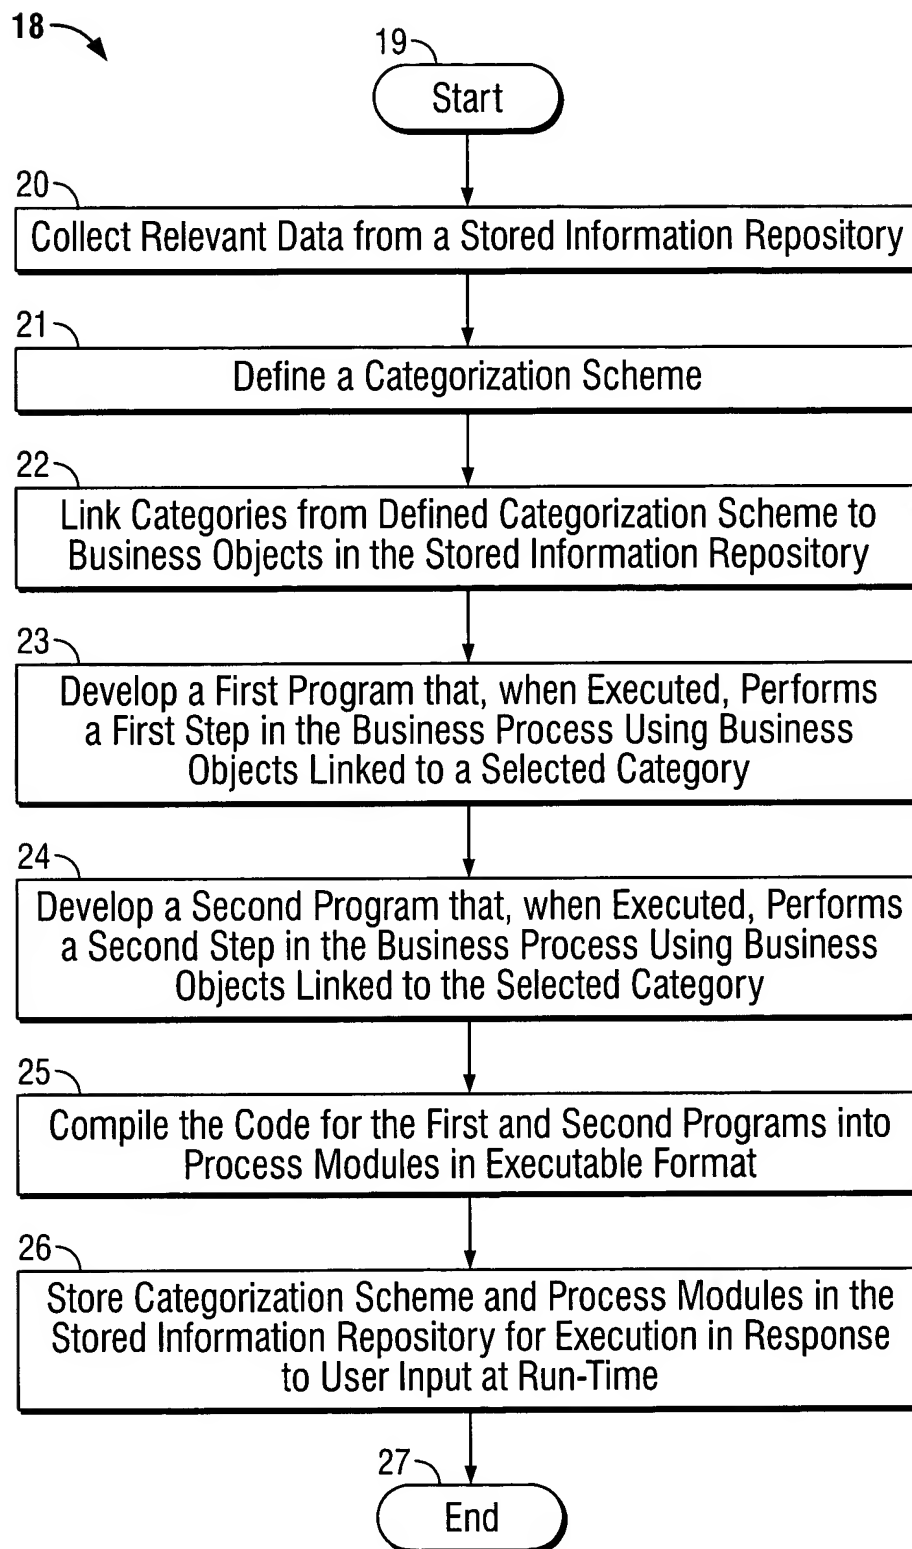 18
19
Start
20
Collect Relevant Data from a Stored Information Repository
21
Define a Categorization Scheme
22
Link Categories from Defined Categorization Scheme to
Business Objects in the Stored Information Repository
23
Develop a First Program that, when Executed, Performs
a First Step in the Business Process Using Business
Objects Linked to a Selected Category
24
Develop a Second Program that, when Executed, Performs
a Second Step in the Business Process Using Business
Objects Linked to the Selected Category
25
Compile the Code for the First and Second Programs into
Process Modules in Executable Format
26
Store Categorization Scheme and Process Modules in the
Stored Information Repository for Execution in Response
to User Input at Run-Time
27
End